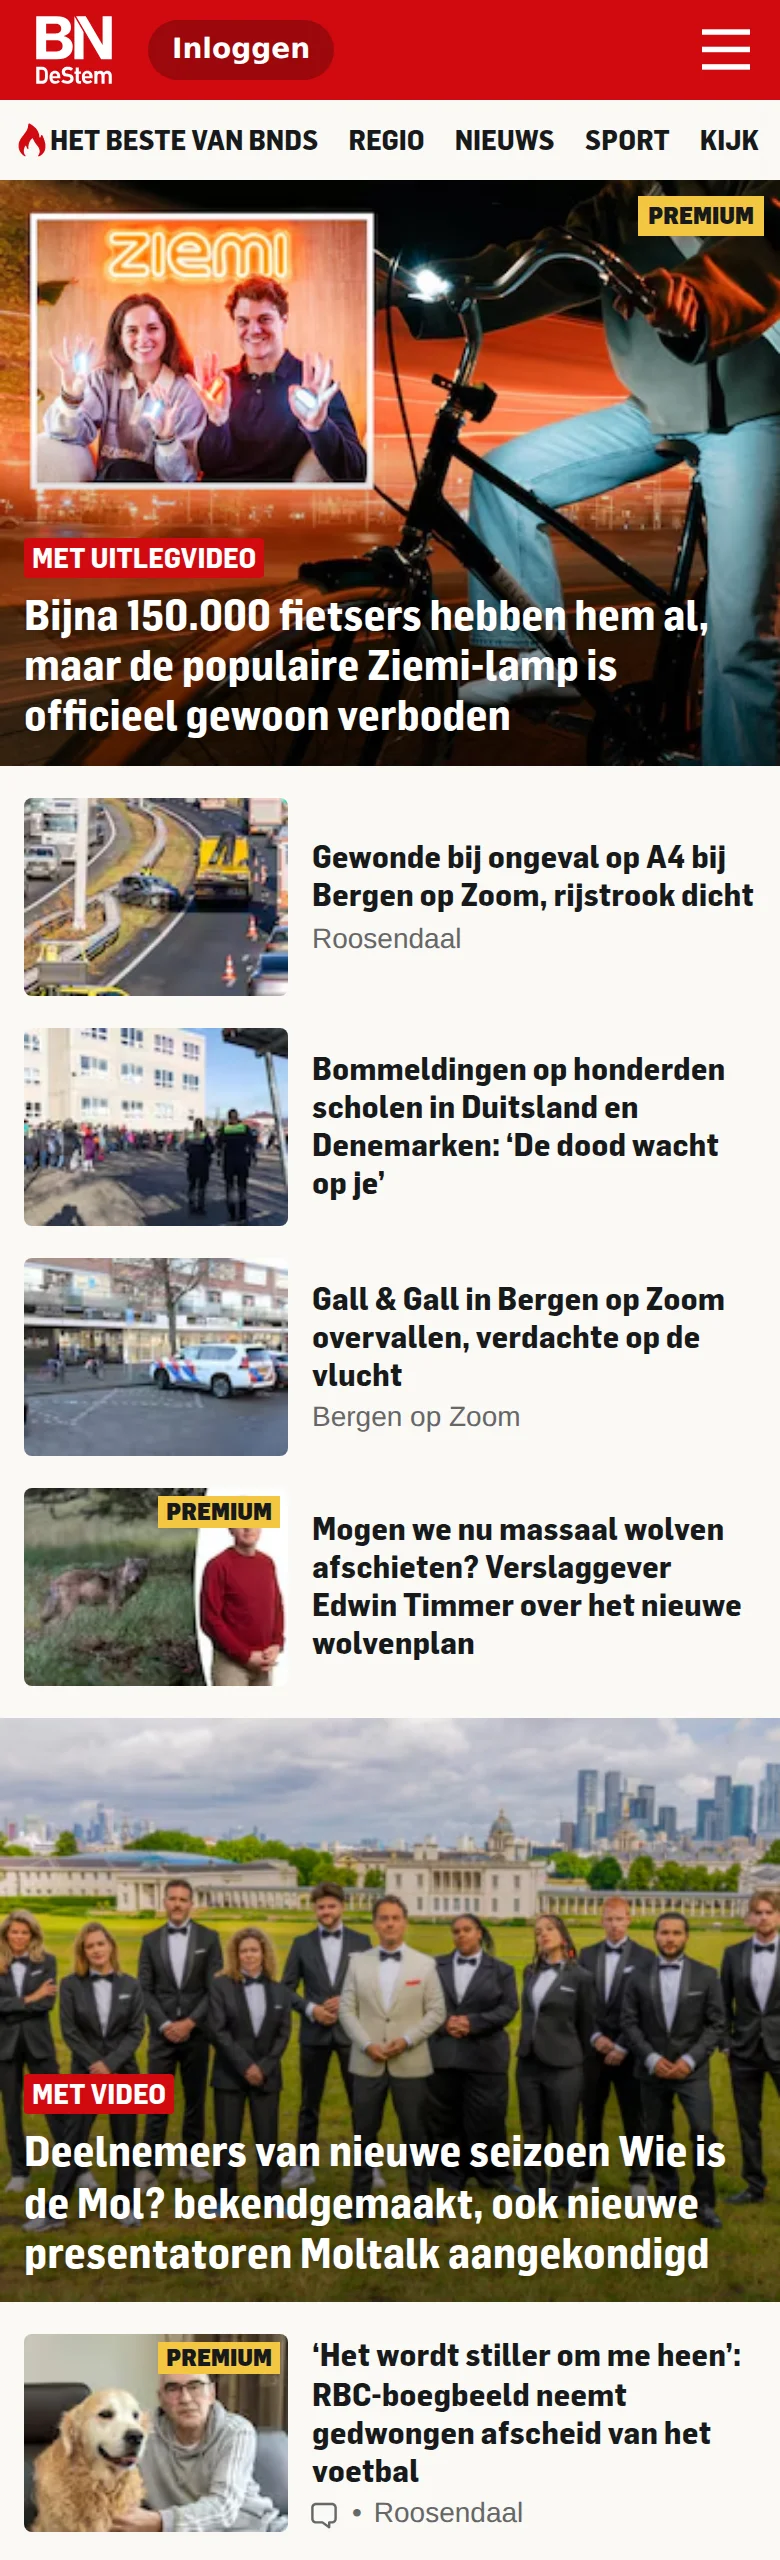 BN
DeStem
Inloggen
HET BESTE VAN BNDS REGIO NIEUWS SPORT KIJK
PREMIUM
ziemi
MET UITLEGVIDEO
Bijna 150.000 fietsers hebben hem al,
maar de populaire Ziemi-lamp is
officieel gewoon verboden
Gewonde bij ongeval op A4 bij
Bergen op Zoom, rijstrook dicht
Roosendaal
Bommeldingen op honderden
scholen in Duitsland en
Denemarken: ‘De dood wacht
op je’
Gall & Gall in Bergen op Zoom
overvallen, verdachte op de
vlucht
Bergen op Zoom
PREMIUM
Mogen we nu massaal wolven
afschieten? Verslaggever
Edwin Timmer over het nieuwe
wolvenplan
MET VIDEO
Deelnemers van nieuwe seizoen Wie is
de Mol? bekendgemaakt, ook nieuwe
presentatoren Moltalk aangekondigd
PREMIUM
‘Het wordt stiller om me heen’:
RBC-boegbeeld neemt
gedwongen afscheid van het
voetbal
• Roosendaal